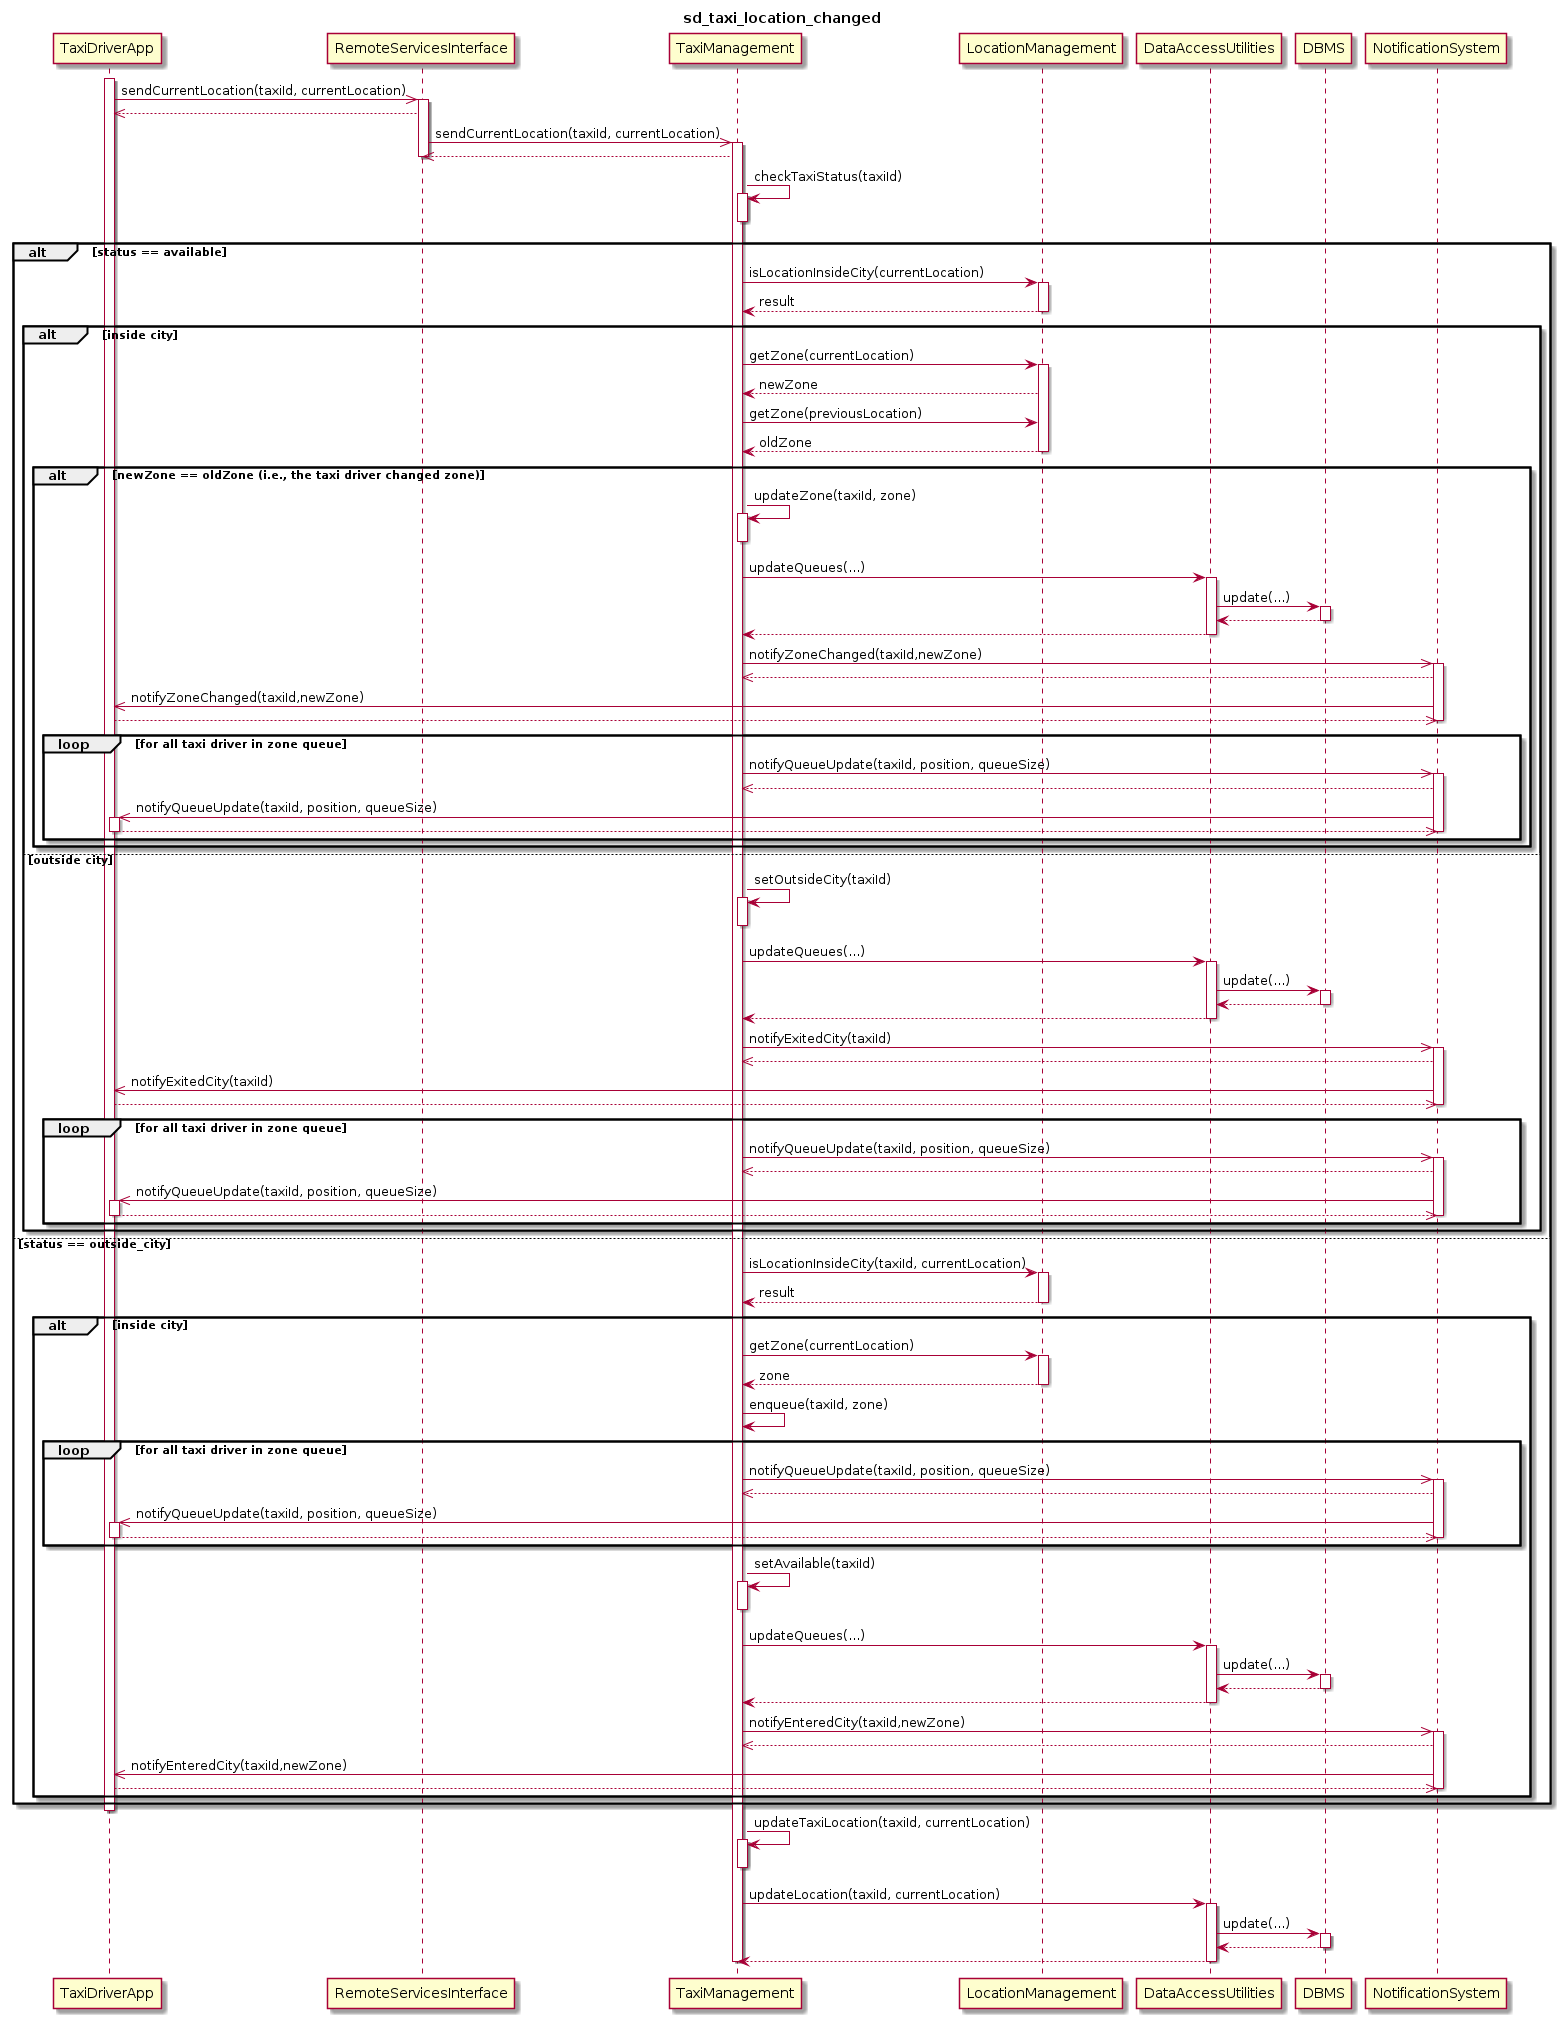 sd_taxi_location_changed
TaxiDriverApp RemoteServicesInterface TaxiManagement LocationManagement DataAccessUtilities DBMS NotificationSystem
sendCurrentLocation(taxiId, currentLocation)
sendCurrentLocation(taxiId, currentLocation)
checkTaxiStatus(taxiId)
alt [status == available]
isLocationInsideCity(currentLocation)
result
alt [inside city]
getZone(currentLocation)
newZone
getZone(previousLocation)
oldZone
alt [newZone == oldZone (i.e., the taxi driver changed zone)]
updateZone(taxiId, zone)
updateQueues(...)
update(...)
notifyZoneChanged(taxiId,newZone)
notifyZoneChanged(taxiId,newZone)
loop [for all taxi driver in zone queue]
notifyQueueUpdate(taxiId, position, queueSize)
notifyQueueUpdate(taxiId, position, queueSize)
[outside city]
setOutsideCity(taxiId)
updateQueues(...)
update(...)
notifyExitedCity(taxiId)
notifyExitedCity(taxiId)
loop [for all taxi driver in zone queue]
notifyQueueUpdate(taxiId, position, queueSize)
notifyQueueUpdate(taxiId, position, queueSize)
[status == outside_city]
isLocationInsideCity(taxiId, currentLocation)
result
alt [inside city]
getZone(currentLocation)
zone
enqueue(taxiId, zone)
loop [for all taxi driver in zone queue]
notifyQueueUpdate(taxiId, position, queueSize)
notifyQueueUpdate(taxiId, position, queueSize)
setAvailable(taxiId)
updateQueues(...)
update(...)
notifyEnteredCity(taxiId,newZone)
notifyEnteredCity(taxiId,newZone)
updateTaxiLocation(taxiId, currentLocation)
updateLocation(taxiId, currentLocation)
update(...)
TaxiDriverApp RemoteServicesInterface TaxiManagement LocationManagement DataAccessUtilities DBMS NotificationSystem